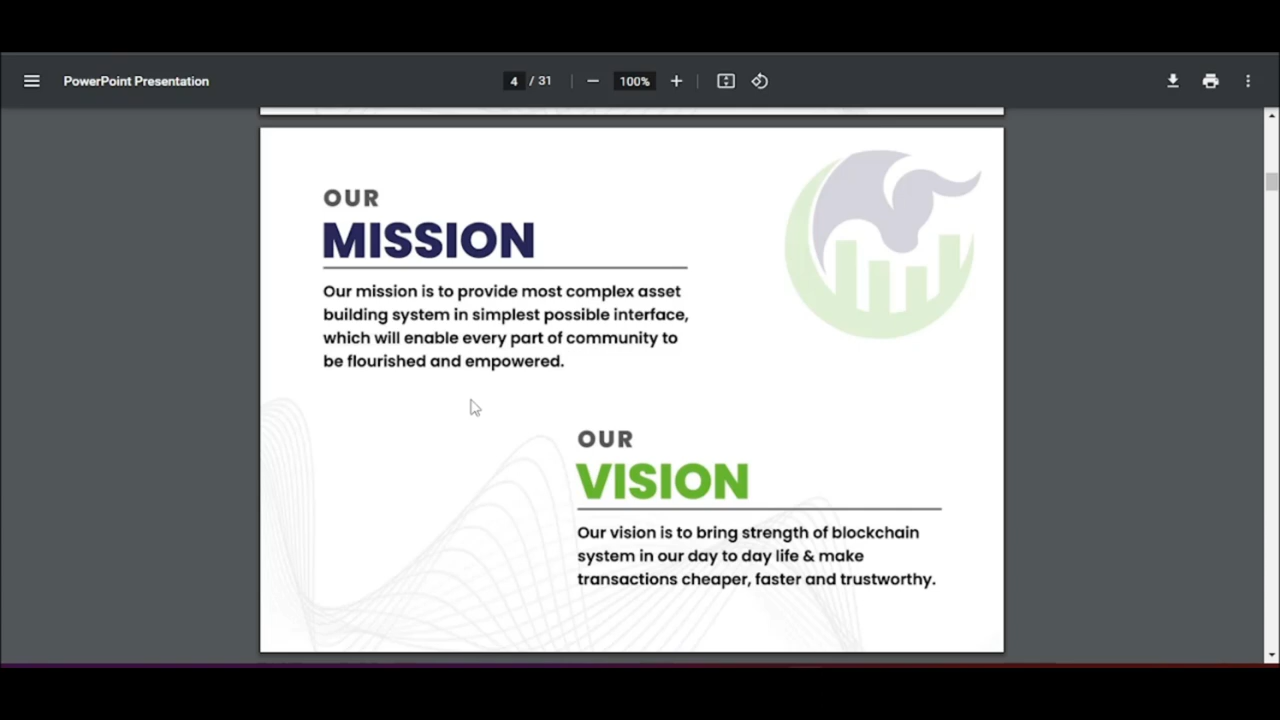 PowerPoint Presentation
4 / 31
100%
OUR
MISSION
Our mission is to provide most complex asset
building system in simplest possible interface,
which will enable every part of community to
be flourished and empowered.
OUR
VISION
Our vision is to bring strength of blockchain
system in our day to day life & make
transactions cheaper, faster and trustworthy.